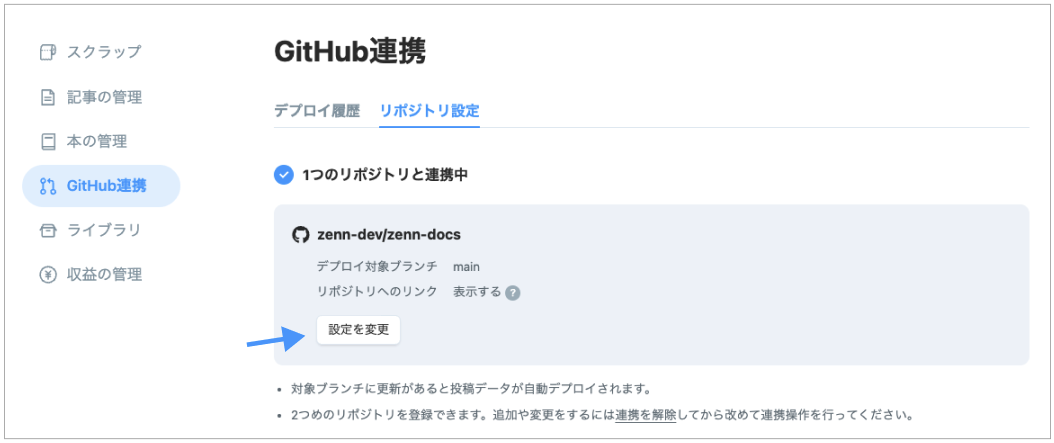 スクラップ
記事の管理
本の管理
GitHub連携
ライブラリ
収益の管理
GitHub連携
デプロイ履歴 リポジトリ設定
1つのリポジトリと連携中
zenn-dev/zenn-docs
デプロイ対象ブランチ main
リポジトリへのリンク 表示する ?
設定を変更
• 対象ブランチに更新があると投稿データが自動デプロイされます。
• 2つめのリポジトリを登録できます。追加や変更をするには連携を解除してから改めて連携操作を行ってください。